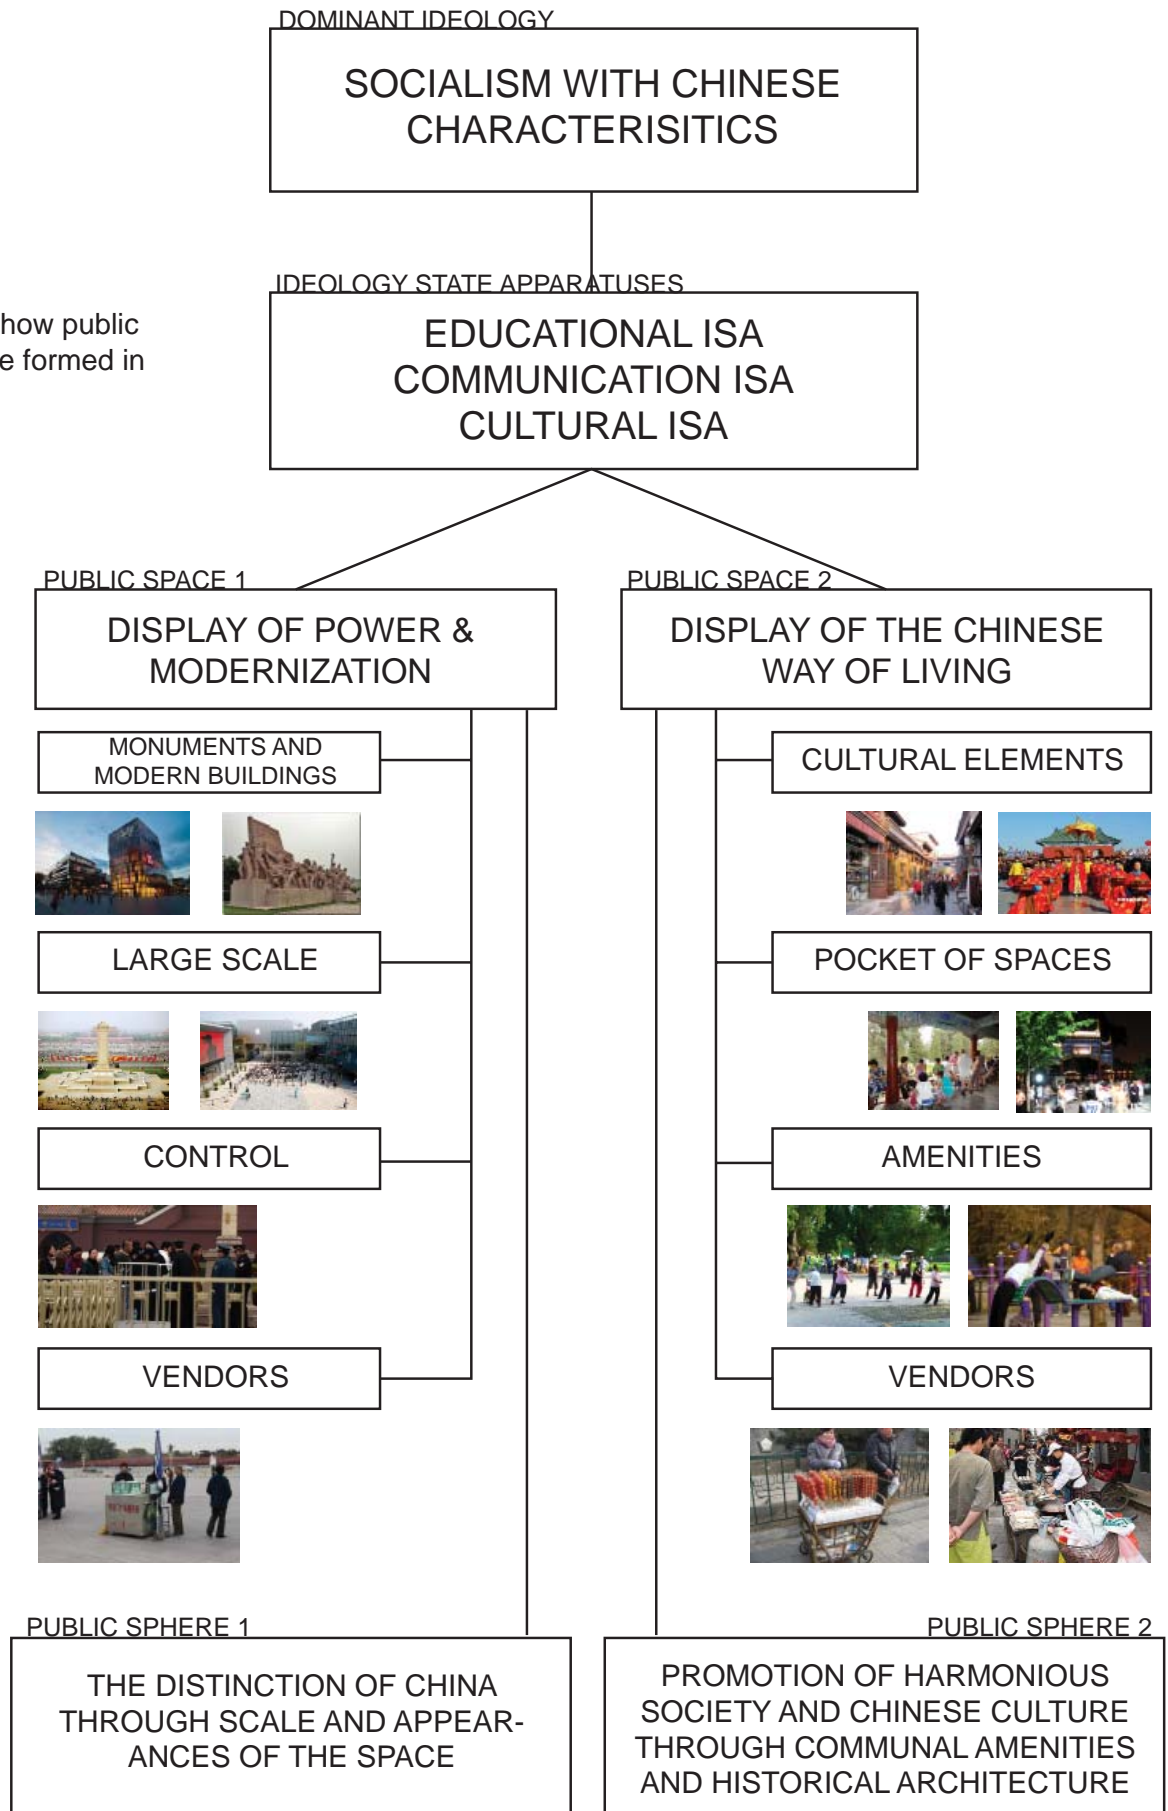 DOMINANT IDEOLOGY
SOCIALISM WITH CHINESE
CHARACTERISITICS
IDEOLOGY STATE APPARATUSES
how public
e formed in
EDUCATIONAL ISA
COMMUNICATION ISA
CULTURAL ISA
PUBLIC SPACE 1
DISPLAY OF POWER &
MODERNIZATION
MONUMENTS AND
MODERN BUILDINGS
LARGE SCALE
CONTROL
VENDORS
PUBLIC SPACE 2
DISPLAY OF THE CHINESE
WAY OF LIVING
CULTURAL ELEMENTS
POCKET OF SPACES
AMENITIES
VENDORS
PUBLIC SPHERE 1
THE DISTINCTION OF CHINA
THROUGH SCALE AND APPEAR-
ANCES OF THE SPACE
PUBLIC SPHERE 2
PROMOTION OF HARMONIOUS
SOCIETY AND CHINESE CULTURE
THROUGH COMMUNAL AMENITIES
AND HISTORICAL ARCHITECTURE